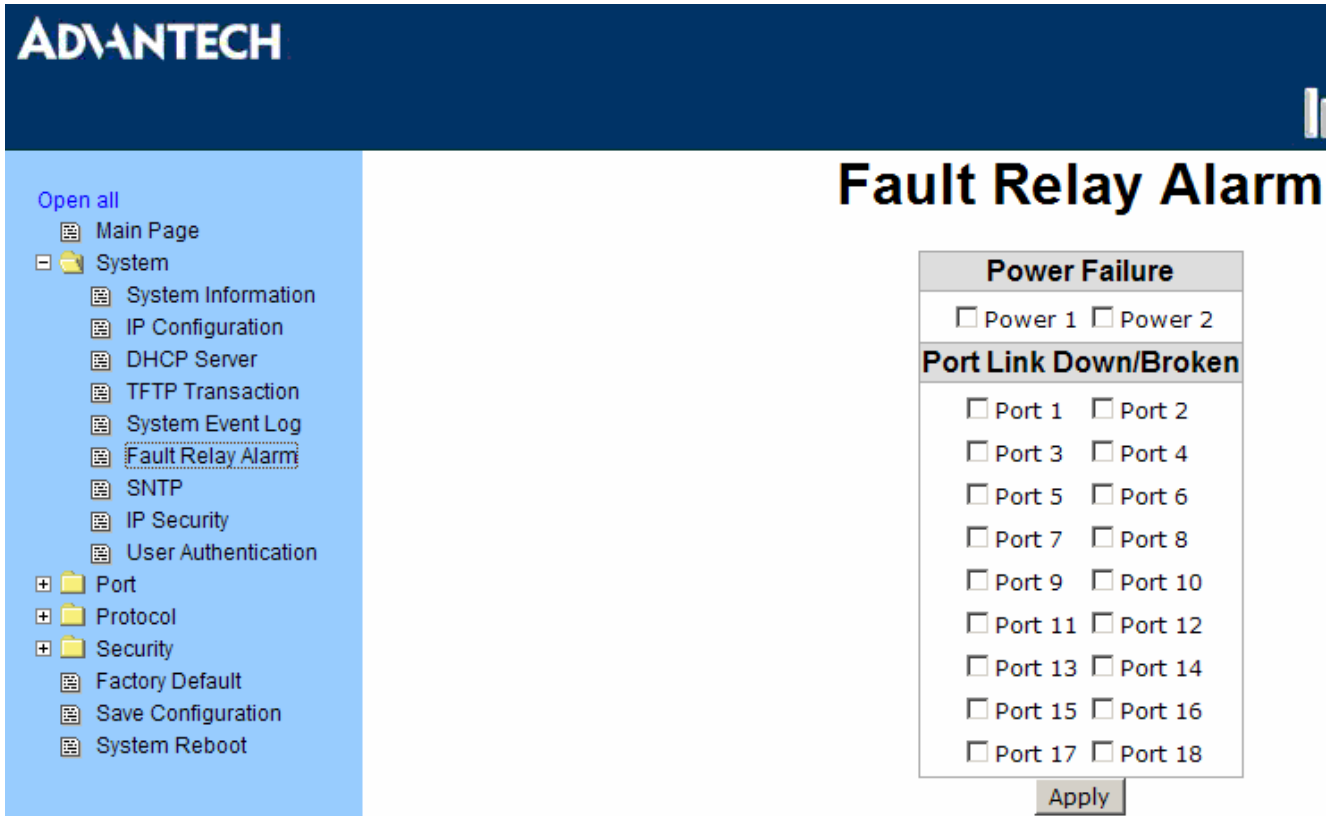 ADVANTECH
Open all
Main Page
System
System Information
IP Configuration
DHCP Server
TFTP Transaction
System Event Log
Fault Relay Alarm
SNTP
IP Security
User Authentication
Port
Protocol
Security
Factory Default
Save Configuration
System Reboot
Fault Relay Alarm
Power Failure
Power 1 Power 2
Port Link Down/Broken
Port 1 Port 2
Port 3 Port 4
Port 5 Port 6
Port 7 Port 8
Port 9 Port 10
Port 11 Port 12
Port 13 Port 14
Port 15 Port 16
Port 17 Port 18
Apply